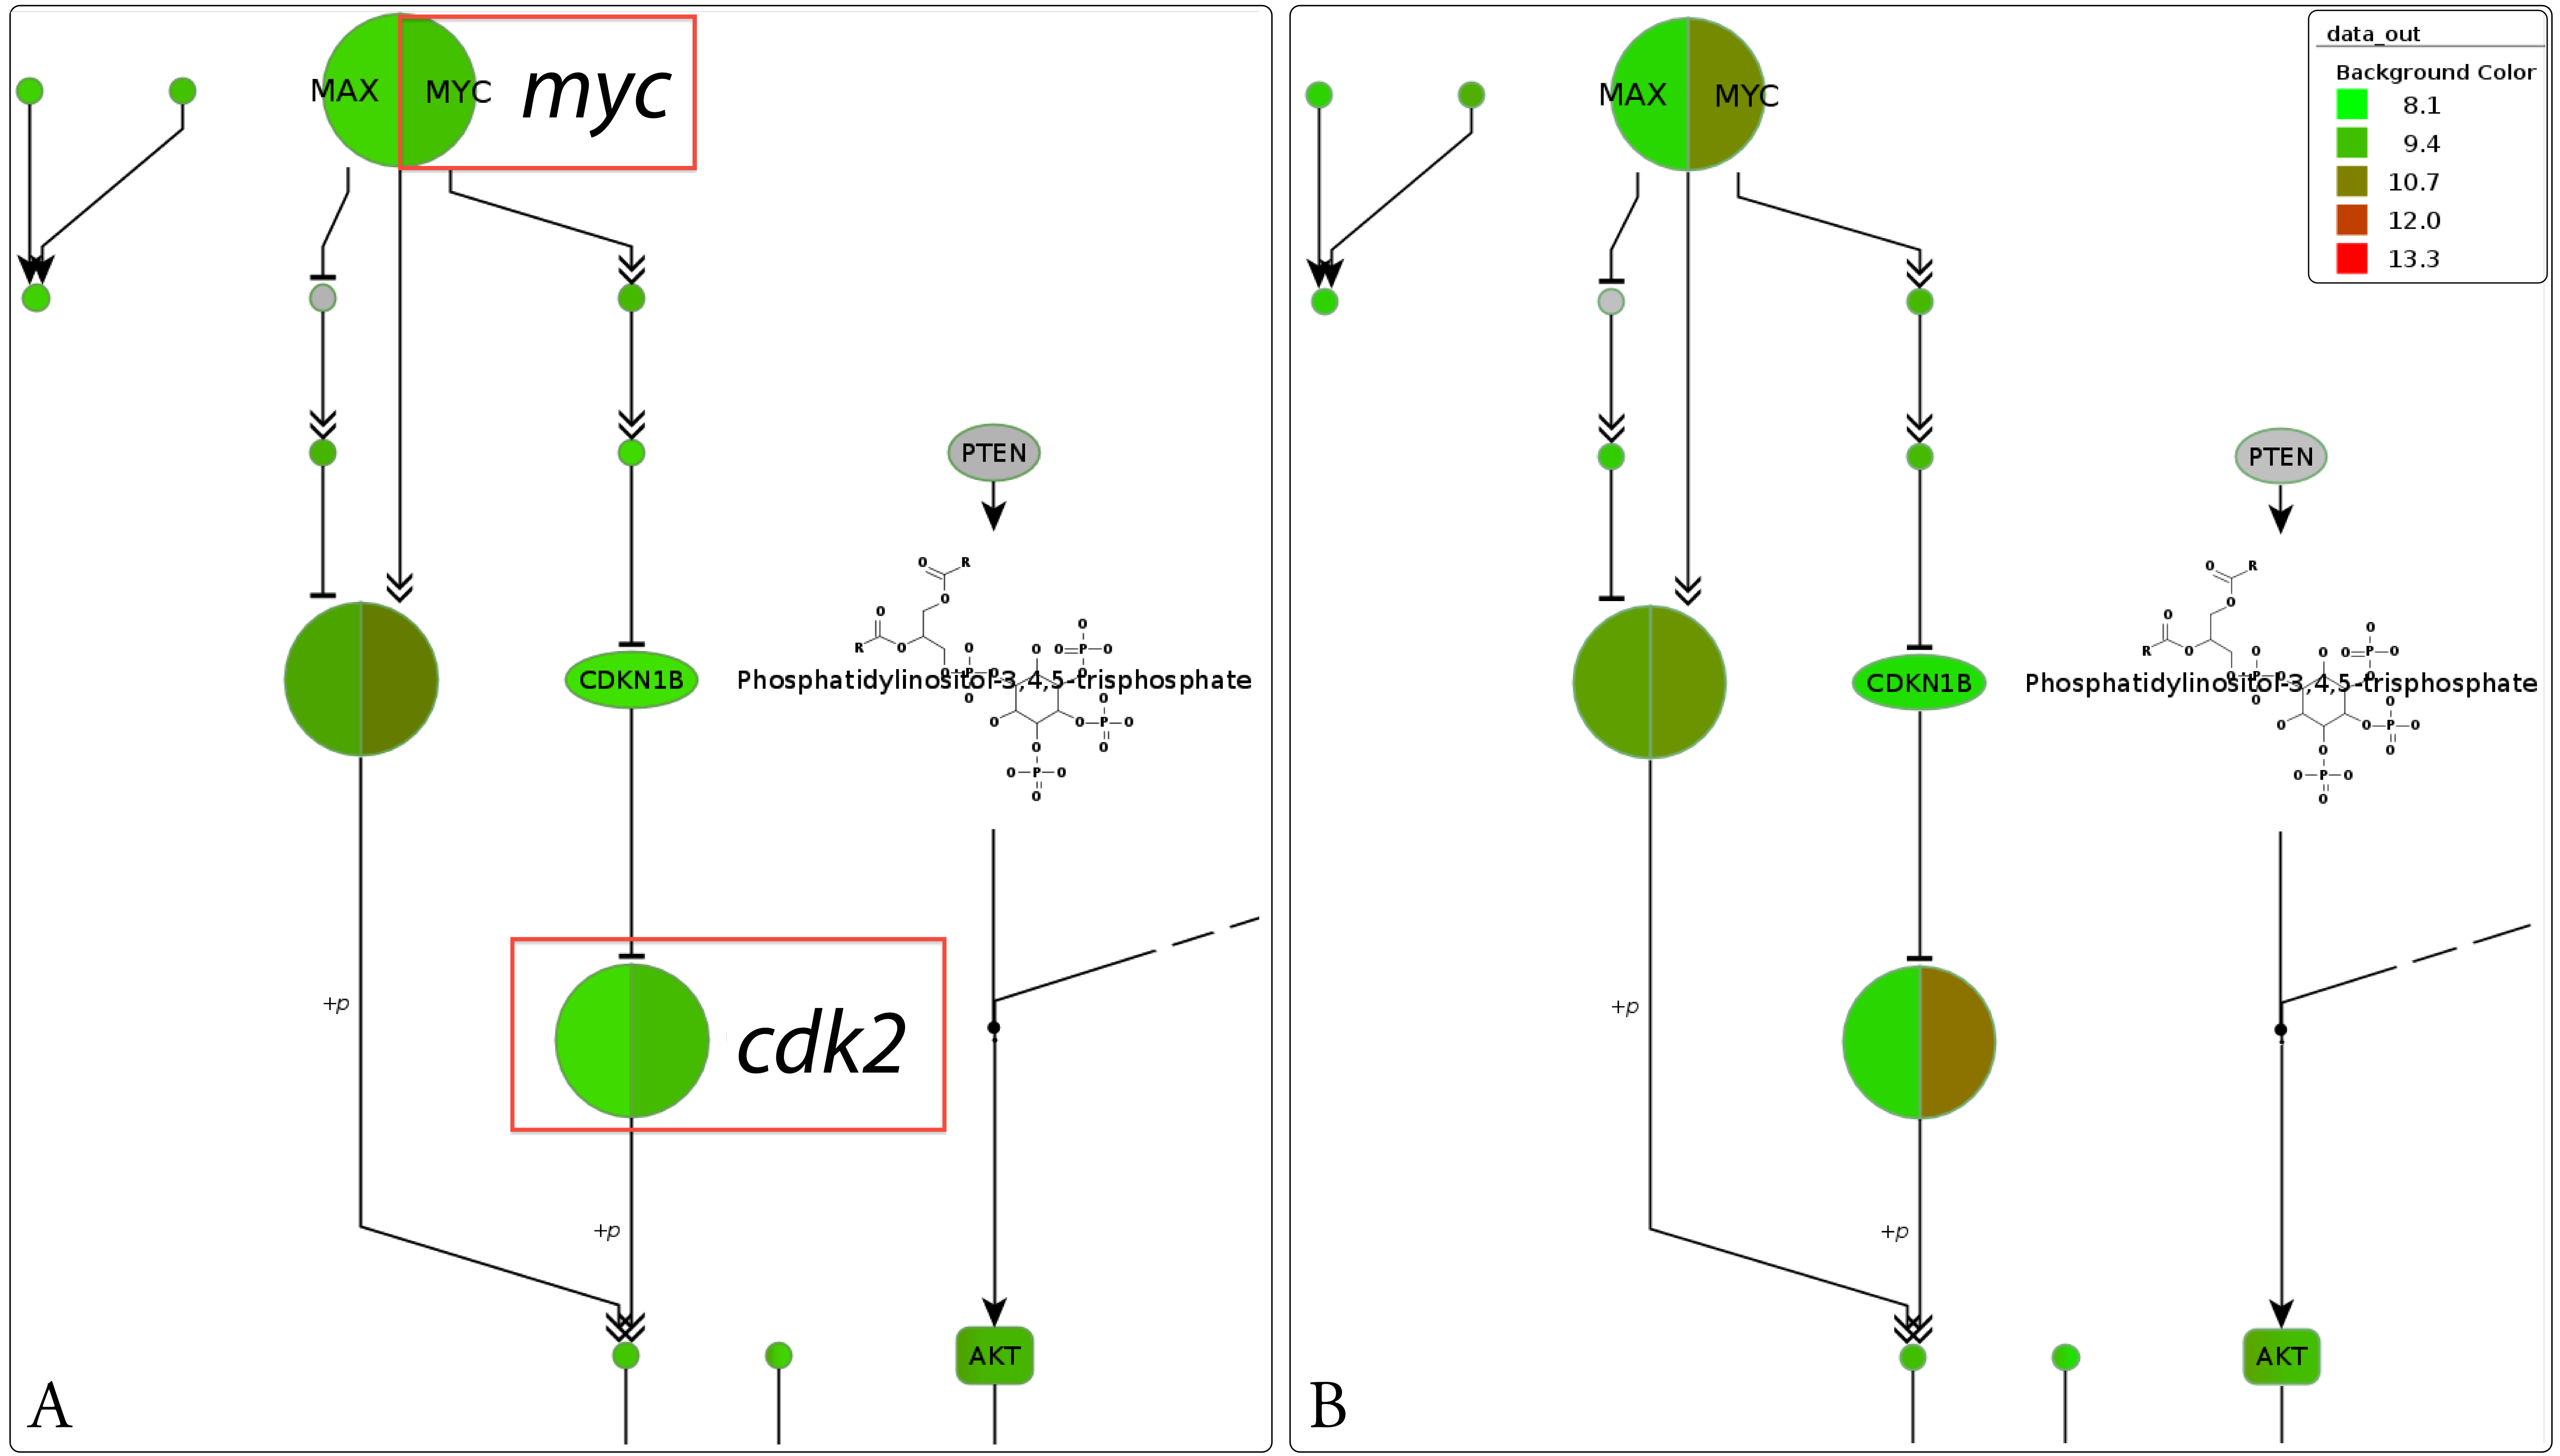 MAX
MYC
myc
PTEN
O
R
O
O
R
O
O
O
P
O
O
O
O
P
O
O
O
Phosphatidylinositol-3,4,5-trisphosphate
CDKN1B
O
O
O
P
O
O
O
O
P
O
O
+p
cdk2
+p
AKT
A
MAX
MYC
data_out
Background Color
8.1
9.4
10.7
12.0
13.3
PTEN
O
R
O
O
R
O
O
O
P
O
O
O
O
P
O
O
O
Phosphatidylinositol-3,4,5-trisphosphate
CDKN1B
O
O
O
P
O
O
O
O
P
O
O
+p
+p
AKT
B